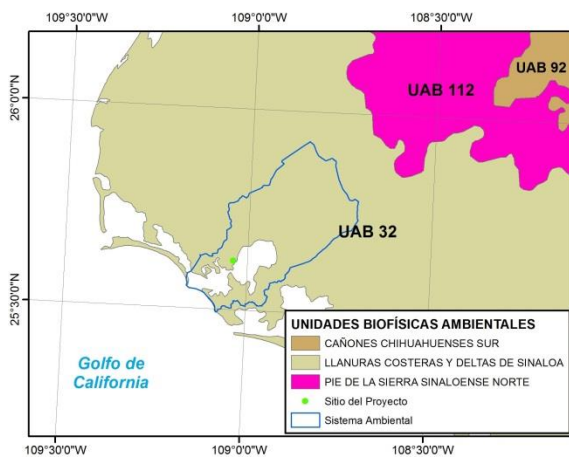 109°30'0"W 109°0'0"W 108°30'0"W
26°0'0"N
25°30'0"N
UAB 92
UAB 112
UAB 32
Golfo de
California
UNIDADES BIOFÍSICAS AMBIENTALES
CAÑONES CHIHUAHUENSES SUR
LLANURAS COSTERAS Y DELTAS DE SINALOA
PIE DE LA SIERRA SINALOENSE NORTE
Sitio del Proyecto
Sistema Ambiental
109°30'0"W 109°0'0"W 108°30'0"W